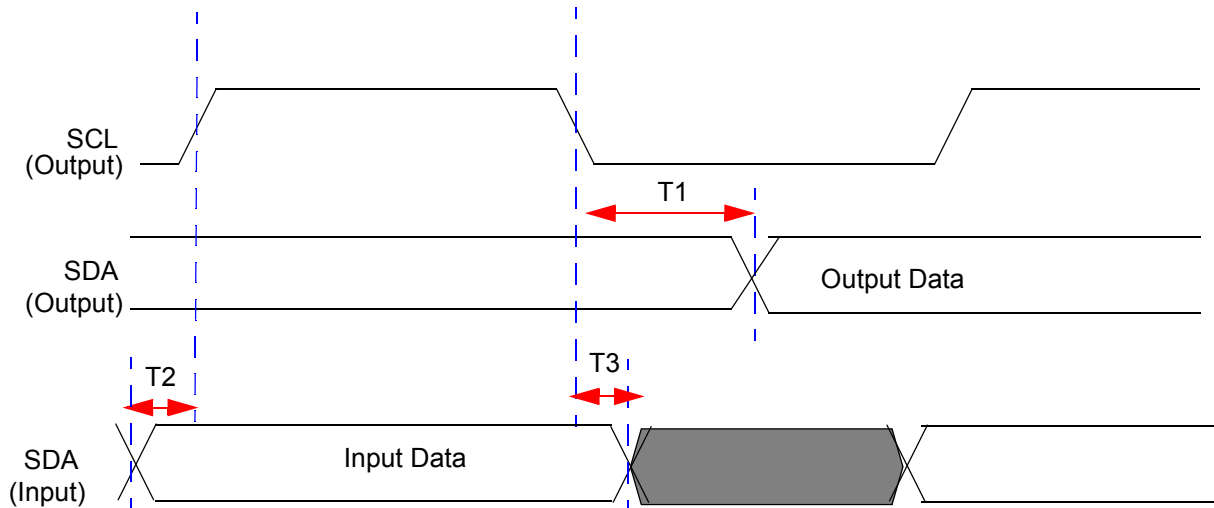 SCL
(Output)
T1
SDA
(Output)
Output Data
T2
T3
SDA
(Input)
Input Data